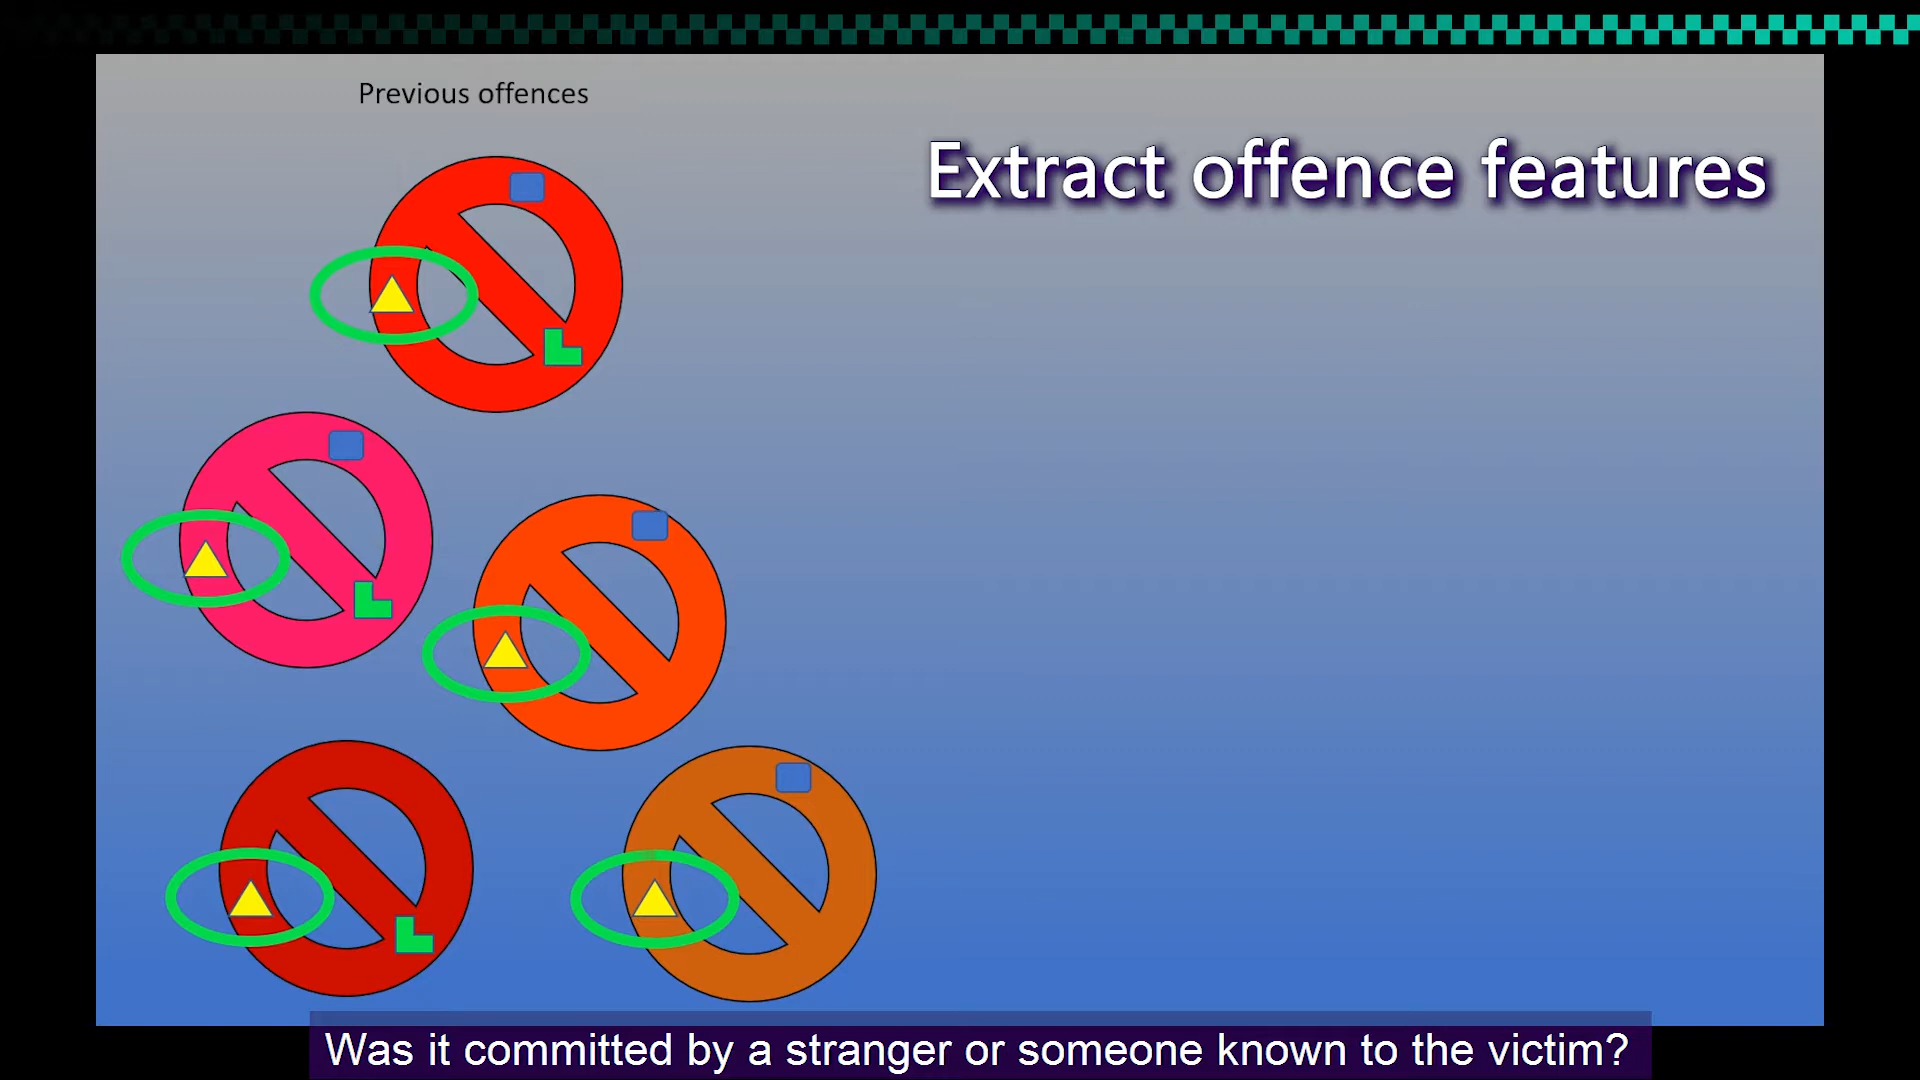 Previous offences
Extract offence features
Was it committed by a stranger or someone known to the victim?